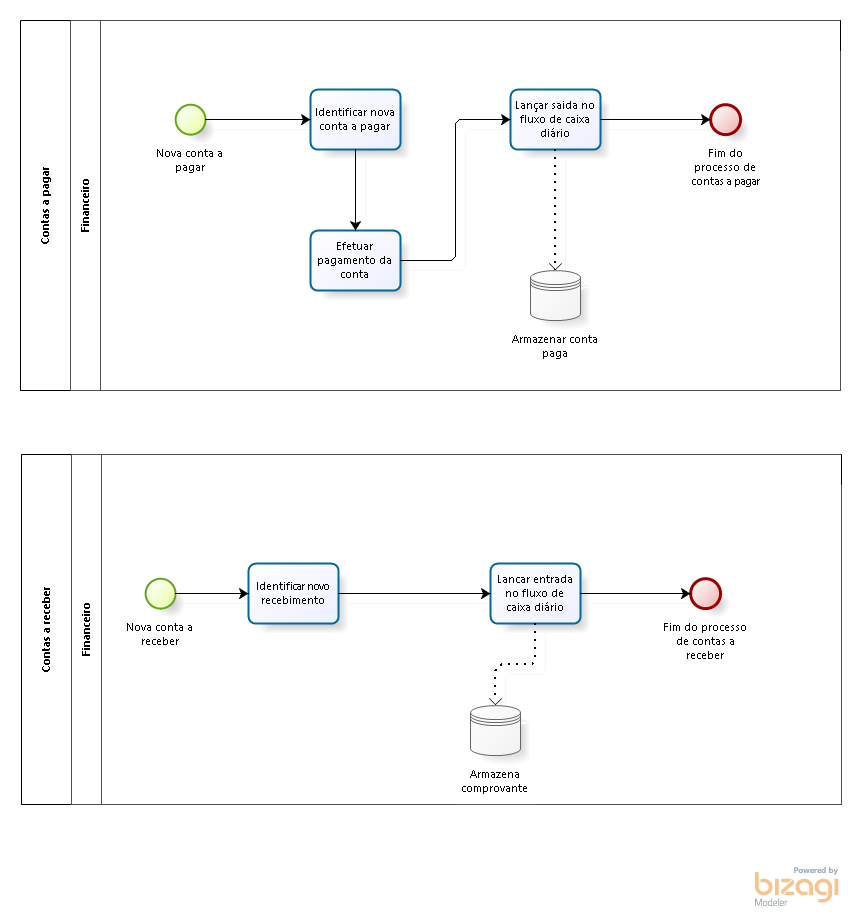 Contas a pagar
Financeiro
Nova conta a
pagar
Identificar nova
conta a pagar
Efetuar
pagamento da
conta
Lançar saida no
fluxo de caixa
diário
Armazenar conta
paga
Fim do
processo de
contas a pagar
Contas a receber
Financeiro
Nova conta a
receber
Identificar novo
recebimento
Lancar entrada
no fluxo de
caixa diário
Armazena
comprovante
Fim do processo
de contas a
receber
Powered by
bizagi
Modeler